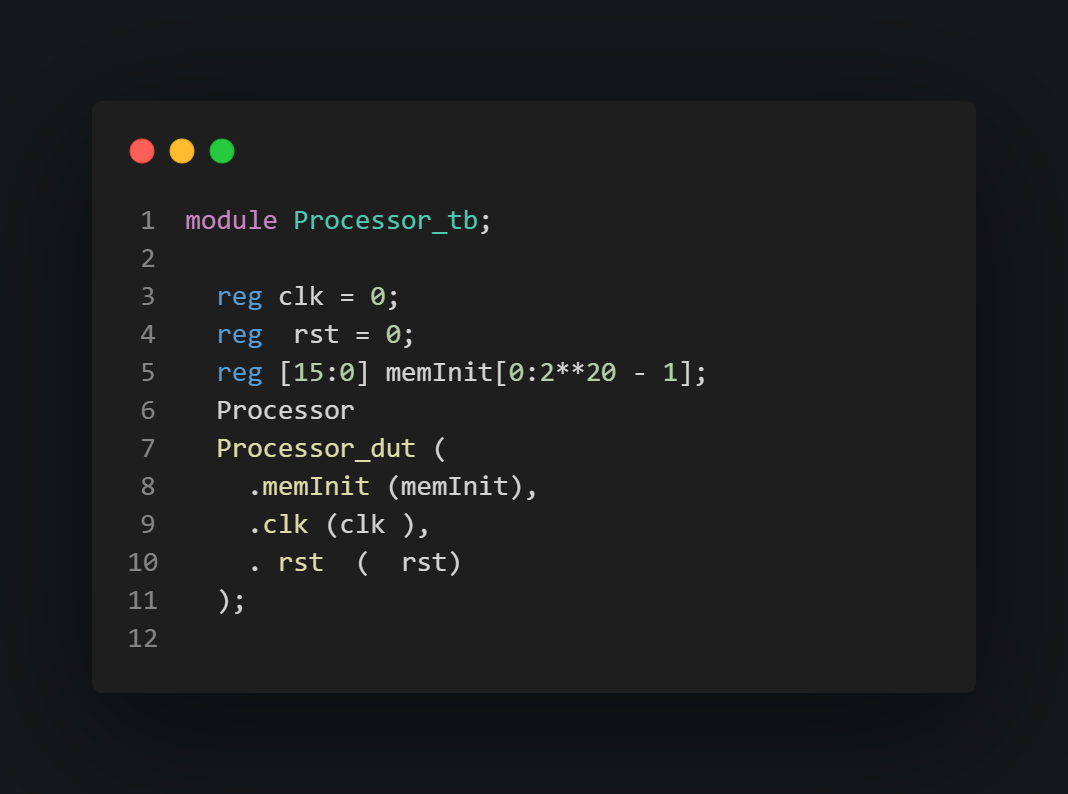 1 module Processor_tb;
2
3   reg clk = 0;
4   reg  rst = 0;
5   reg [15:0] memInit[0:2**20 - 1];
6   Processor
7   Processor_dut (
8     .memInit (memInit),
9     .clk (clk ),
10     . rst  (  rst)
11   );
12